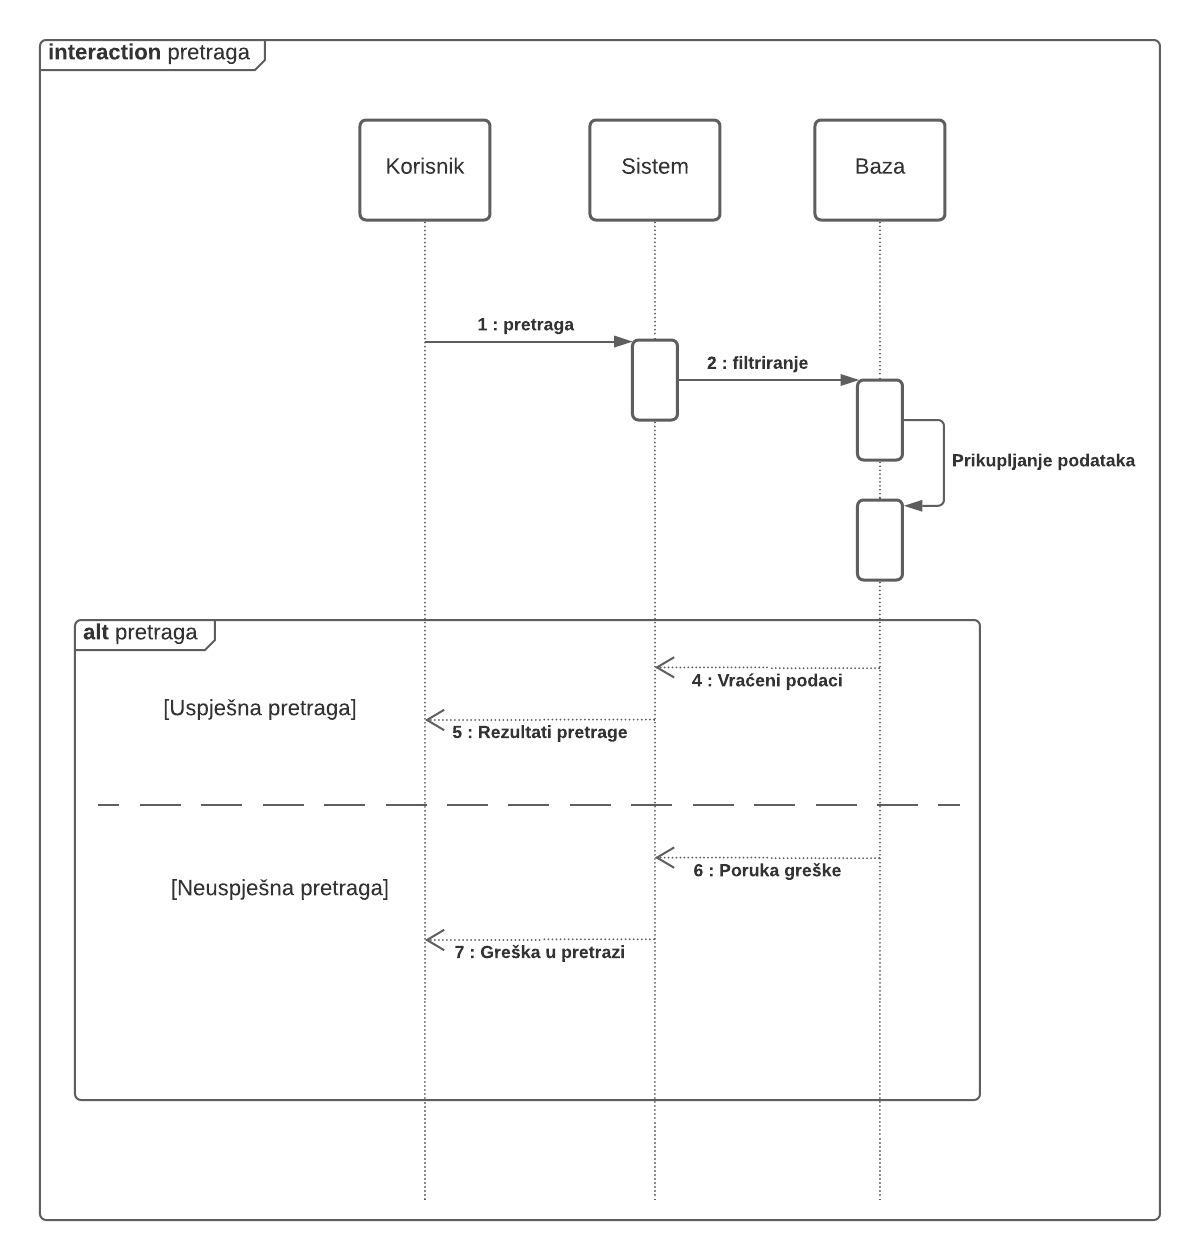 interaction pretraga
Korisnik
Sistem
Baza
1 : pretraga
2 : filtriranje
Prikupljanje podataka
alt pretraga
4 : Vraćeni podaci
[Uspješna pretraga]
5 : Rezultati pretrage
6 : Poruka greške
[Neuspješna pretraga]
7 : Greška u pretrazi